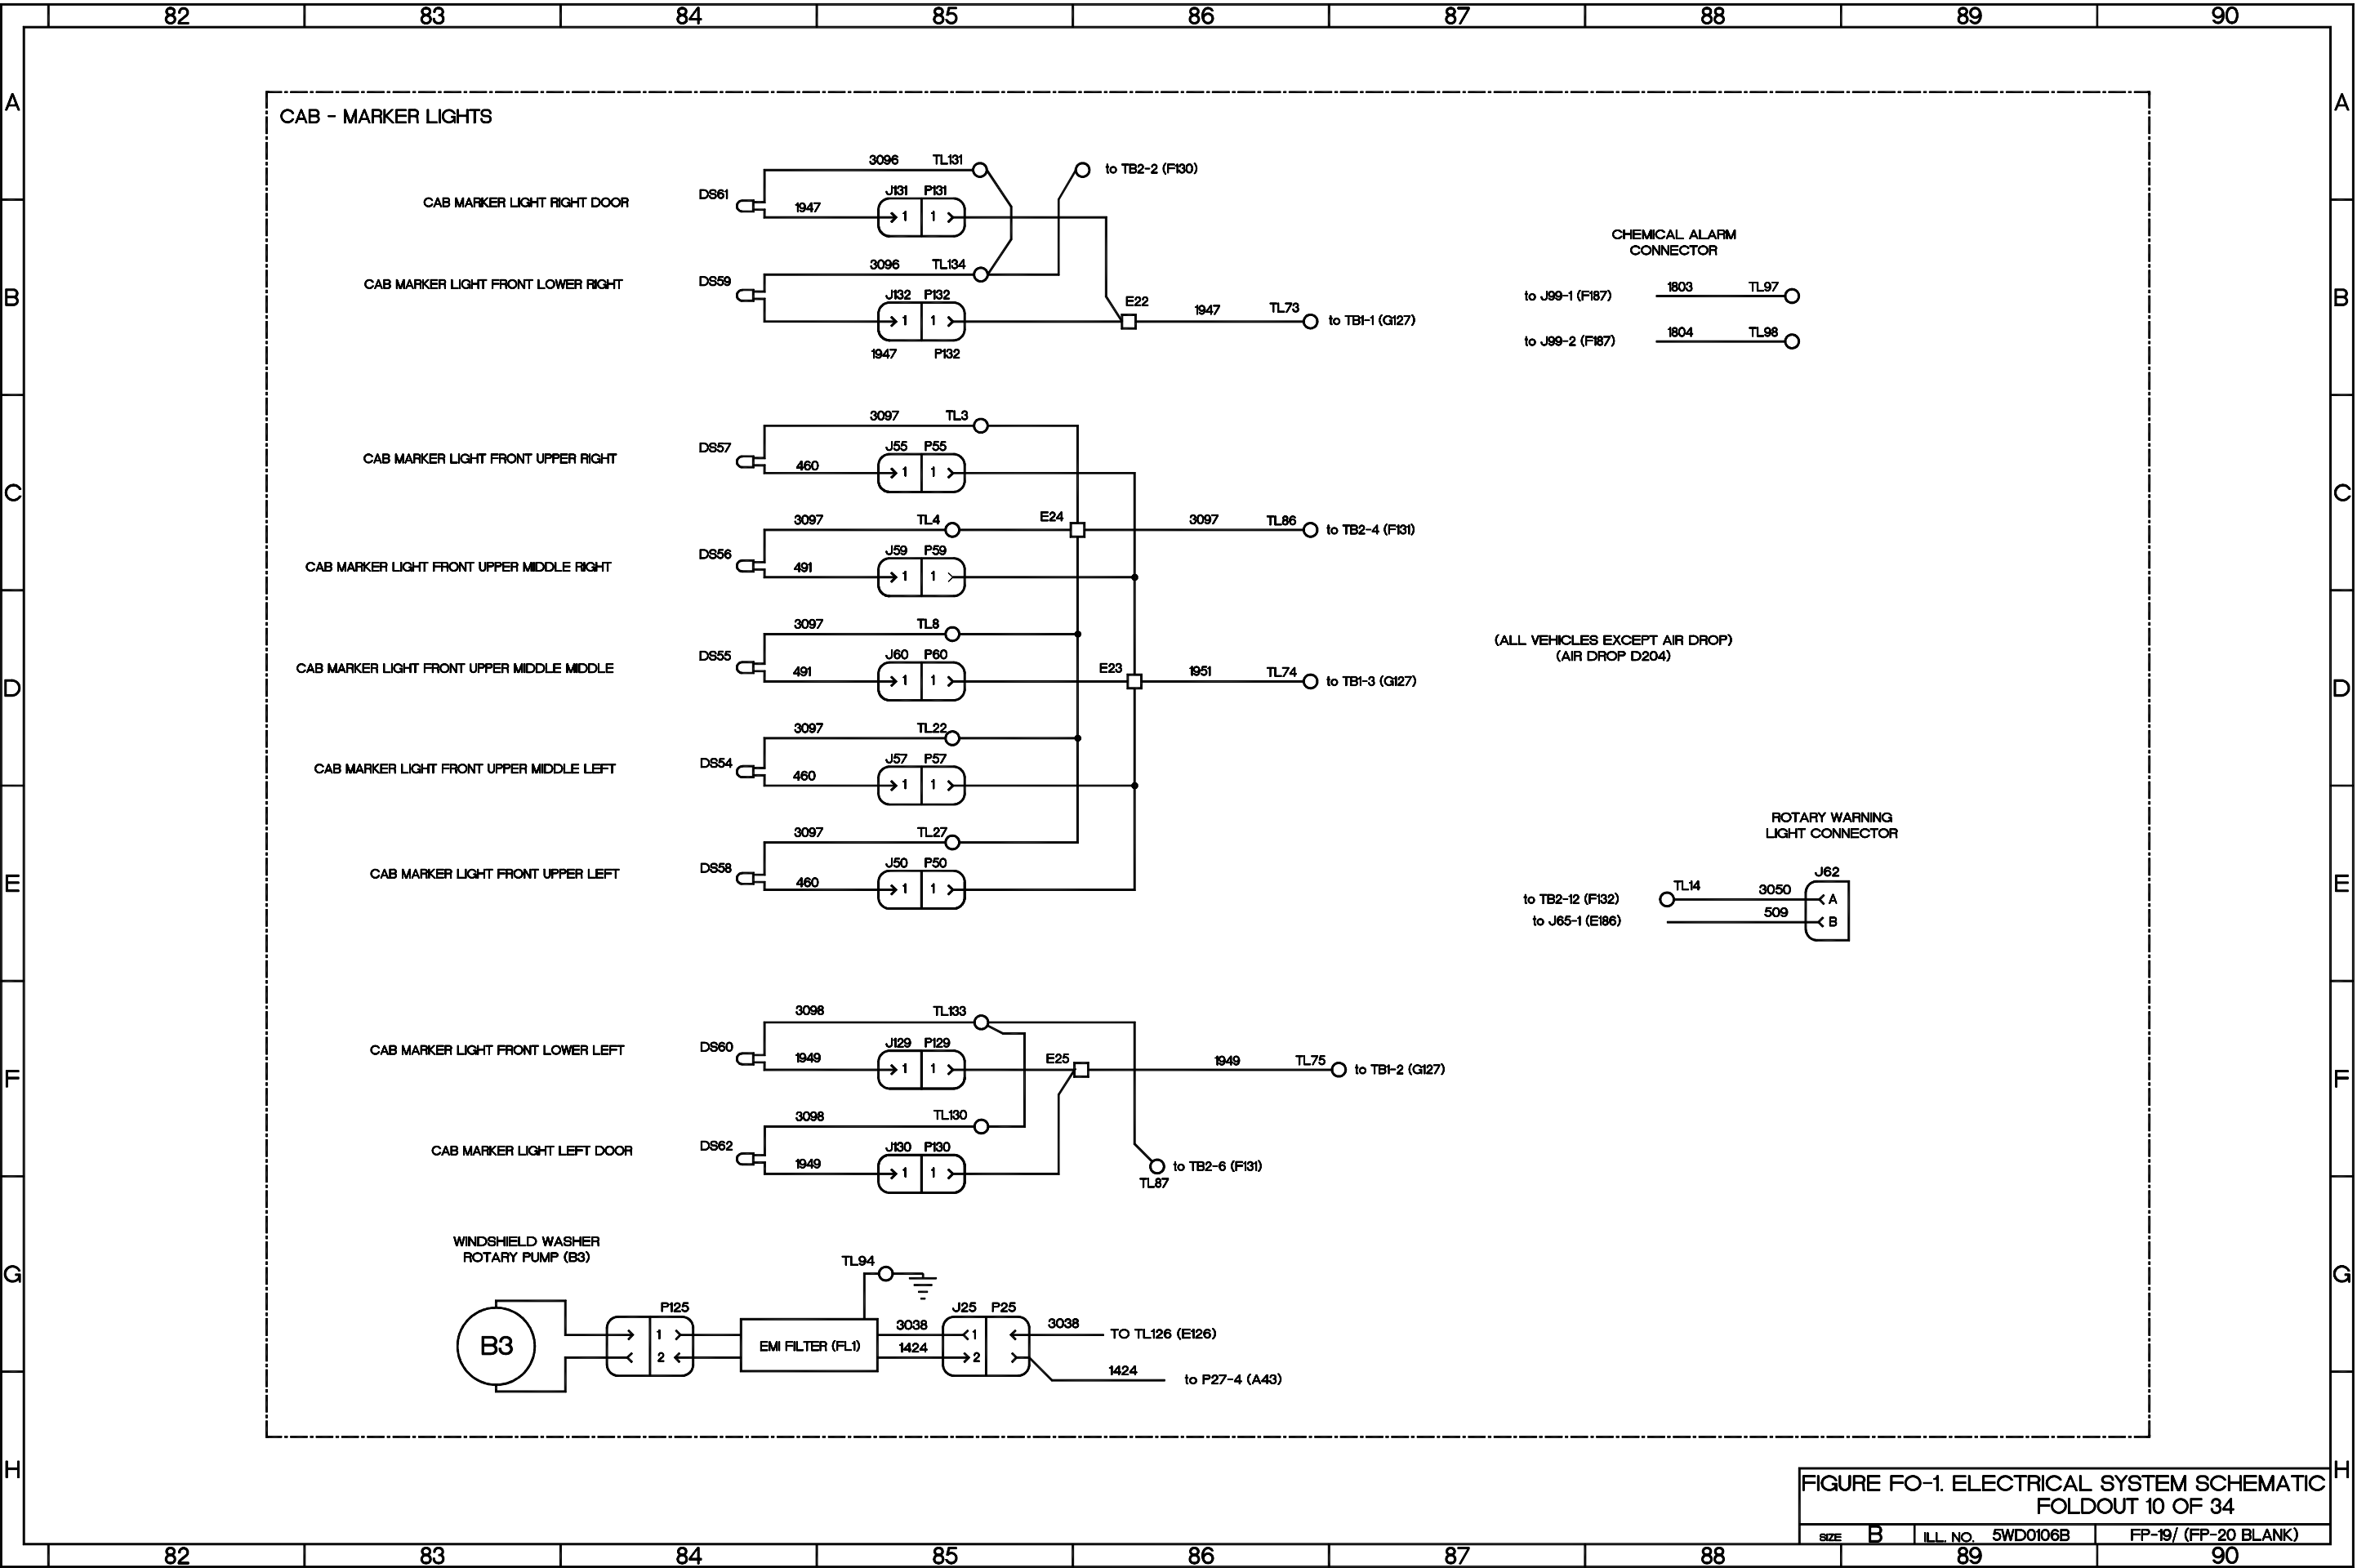 82 83 84 85 86 87 88 89 90
A A
CAB - MARKER LIGHTS
3096 TL131
to TB2-2 (F130)
DS61
J131 P131
CAB MARKER LIGHT RIGHT DOOR
1947
1 1
3096 TL134
CAB MARKER LIGHT FRONT LOWER RIGHT
DS59
J132 P132
1 1
1947 P132
E22
1947 TL73
to TB1-1 (G127)
CHEMICAL ALARM
CONNECTOR
to J99-1 (F187) 1803 TL97
to J99-2 (F187) 1804 TL98
B B
3097 TL3
CAB MARKER LIGHT FRONT UPPER RIGHT
DS57
J55 P55
460
1 1
C C
3097 TL4
E24
3097 TL86
to TB2-4 (F131)
CAB MARKER LIGHT FRONT UPPER MIDDLE RIGHT
DS56
J59 P59
491
1 1
3097 TL8
CAB MARKER LIGHT FRONT UPPER MIDDLE MIDDLE
DS55
J60 P60
491
1 1
E23
1951 TL74
to TB1-3 (G127)
(ALL VEHICLES EXCEPT AIR DROP)
(AIR DROP D204)
D D
3097 TL22
CAB MARKER LIGHT FRONT UPPER MIDDLE LEFT
DS54
J57 P57
460
1 1
3097 TL27
CAB MARKER LIGHT FRONT UPPER LEFT
DS58
J50 P50
460
1 1
ROTARY WARNING
LIGHT CONNECTOR
J62
to TB2-12 (F132) TL14 3050 A
to J65-1 (E186) 509 B
E E
3098 TL133
CAB MARKER LIGHT FRONT LOWER LEFT
DS60
J129 P129
1949
1 1
E25
1949 TL75
to TB1-2 (G127)
F F
3098 TL130
CAB MARKER LIGHT LEFT DOOR
DS62
J130 P130
1949
1 1
to TB2-6 (F131)
TL87
WINDSHIELD WASHER
ROTARY PUMP (B3)
TL94
G G
B3
P125
1
2
EMI FILTER (FL1)
3038
1424
J25 P25
1
2
3038
TO TL126 (E126)
1424
to P27-4 (A43)
H H
FIGURE FO-1. ELECTRICAL SYSTEM SCHEMATIC
FOLDOUT 10 OF 34
SIZE B ILL. NO. 5WD0106B FP-19/ (FP-20 BLANK)
82 83 84 85 86 87 88 89 90